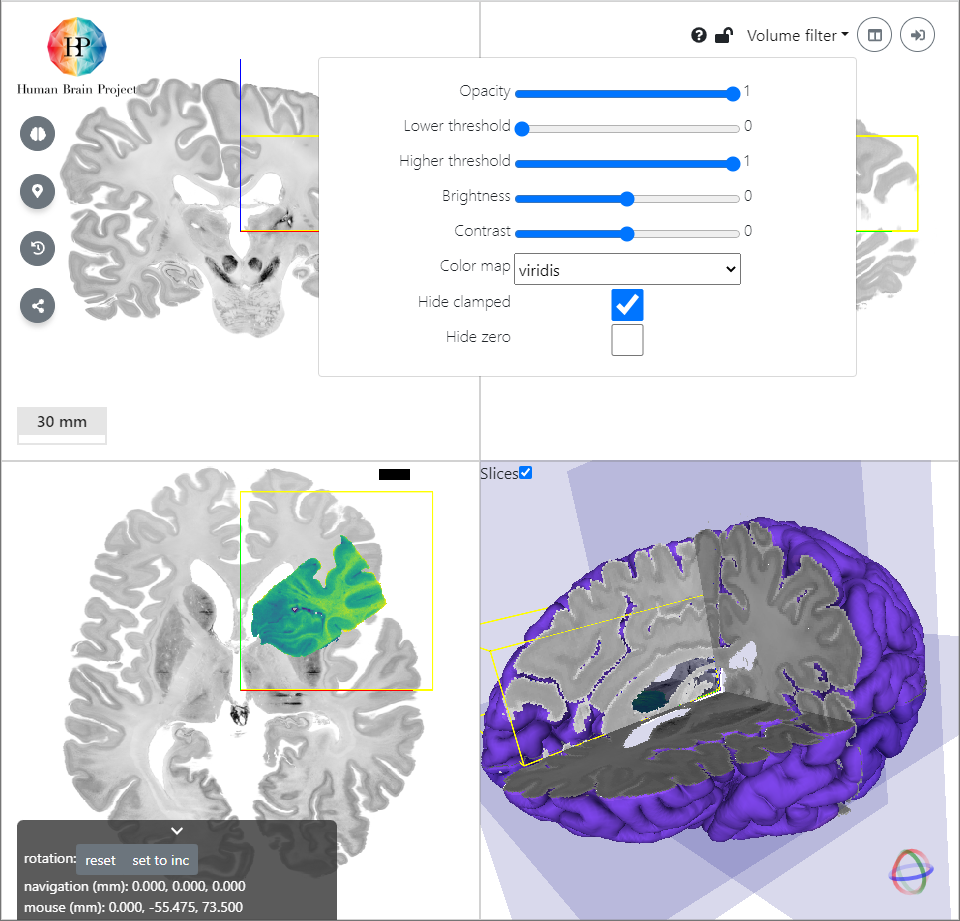 HP
Human Brain Project
Volume filter
Opacity 1
Lower threshold 0
Higher threshold 1
Brightness 0
Contrast 0
Color map viridis
Hide clamped
Hide zero
30 mm
Slices
rotation: reset set to inc
navigation (mm): 0.000, 0.000, 0.000
mouse (mm): 0.000, -55.475, 73.500